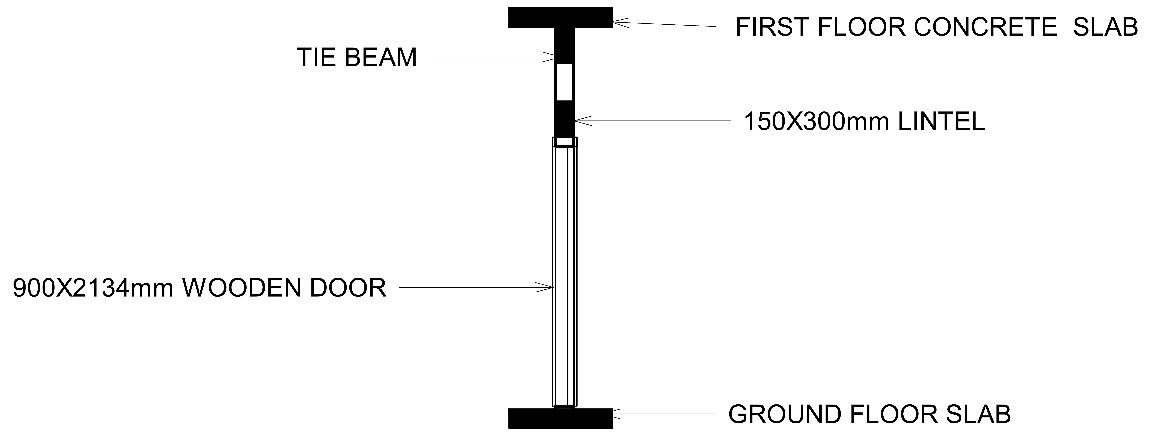 FIRST FLOOR CONCRETE SLAB
TIE BEAM
150X300mm LINTEL
900X2134mm WOODEN DOOR
GROUND FLOOR SLAB